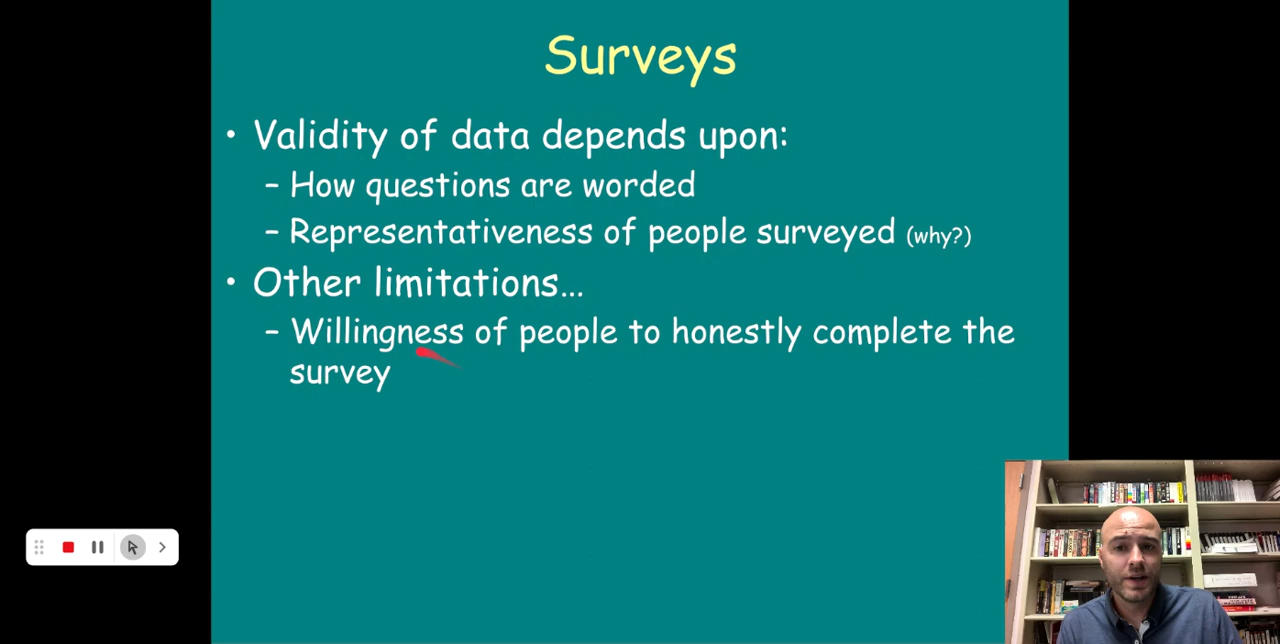 Surveys
• Validity of data depends upon:
– How questions are worded
– Representativeness of people surveyed (why?)
• Other limitations…
– Willingness of people to honestly complete the
survey